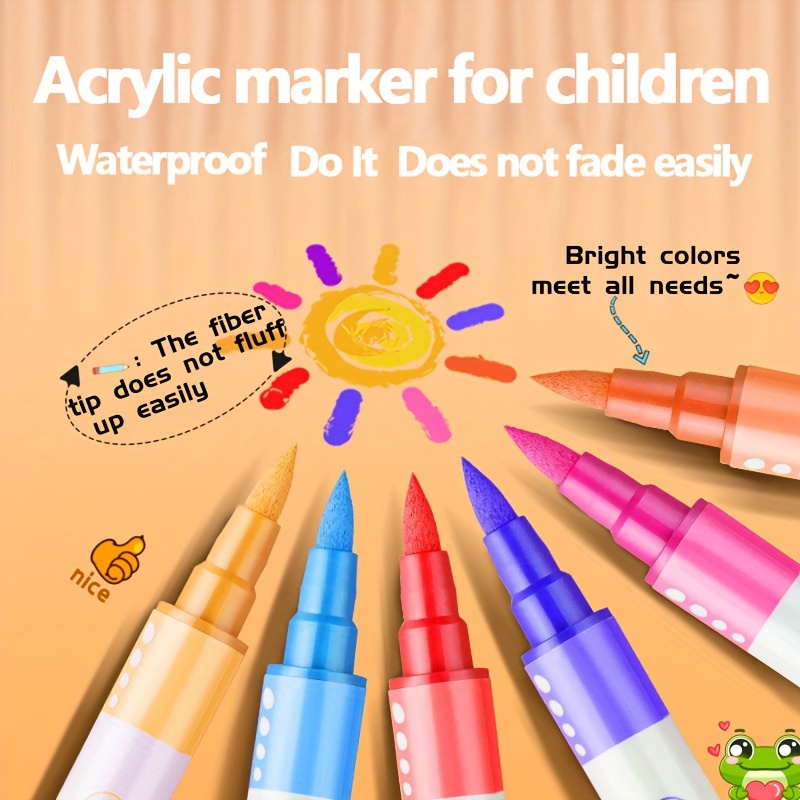 Acrylic marker for children
Waterproof Do It Does not fade easily
Bright colors
meet all needs~
: The fiber
tip does not fluff
up easily
nice